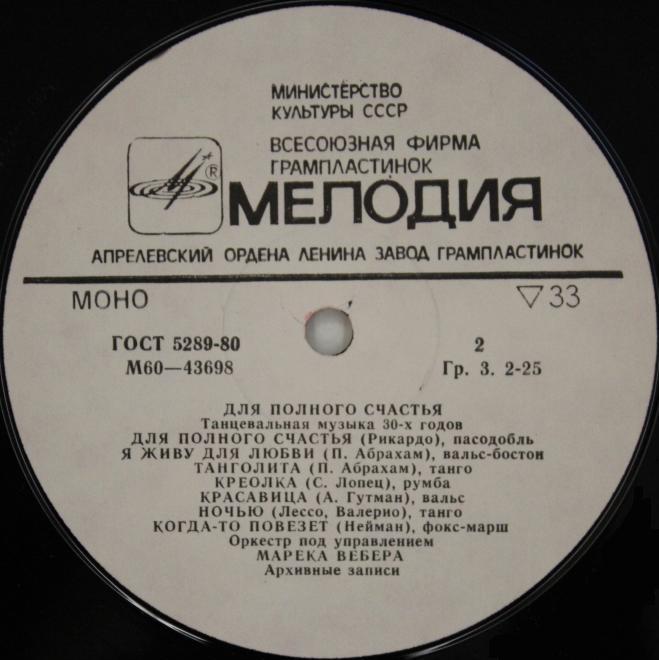 МИНИСТЕРСТВО
КУЛЬТУРЫ СССР
ВСЕСОЮЗНАЯ ФИРМА
ГРАМПЛАСТИНОК
®
МЕЛОДИЯ
АПРЕЛЕВСКИЙ ОРДЕНА ЛЕНИНА ЗАВОД ГРАМПЛАСТИНОК
МОНО ▽33
ГОСТ 5289-80 2
М60—43698 Гр. 3. 2-25
ДЛЯ ПОЛНОГО СЧАСТЬЯ
Танцевальная музыка 30-х годов
ДЛЯ ПОЛНОГО СЧАСТЬЯ (Рикардо), пасодобль
Я ЖИВУ ДЛЯ ЛЮБВИ (П. Абрахам), вальс-бостон
ТАНГОЛИТА (П. Абрахам), танго
КРЕОЛКА (С. Лопец), румба
КРАСАВИЦА (А. Гутман), вальс
НОЧЬЮ (Лессо, Валерио), танго
КОГДА-ТО ПОВЕЗЕТ (Нейман), фокс-марш
Оркестр под управлением
МАРЕКА ВЕБЕРА
Архивные записи